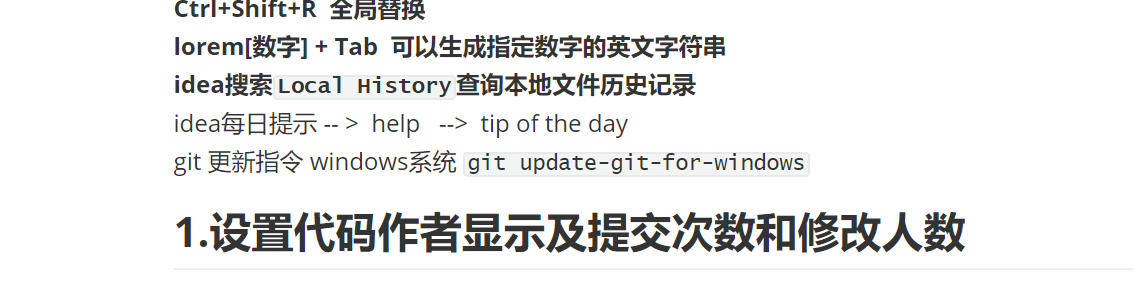 Ctrl+Shift+R 全局替换
lorem[数字] + Tab 可以生成指定数字的英文字符串
idea搜索Local History查询本地文件历史记录
idea每日提示 -- > help --> tip of the day
git 更新指令 windows系统 git update-git-for-windows
1.设置代码作者显示及提交次数和修改人数